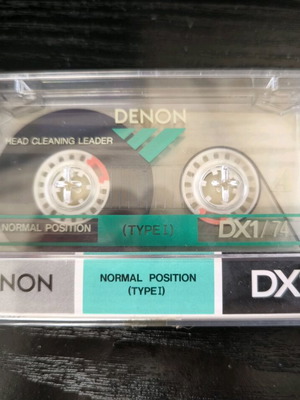 DENON
HEAD CLEANING LEADER
NORMAL POSITION (TYPE I) DX1/74
NON NORMAL POSITION DX
(TYPE I)